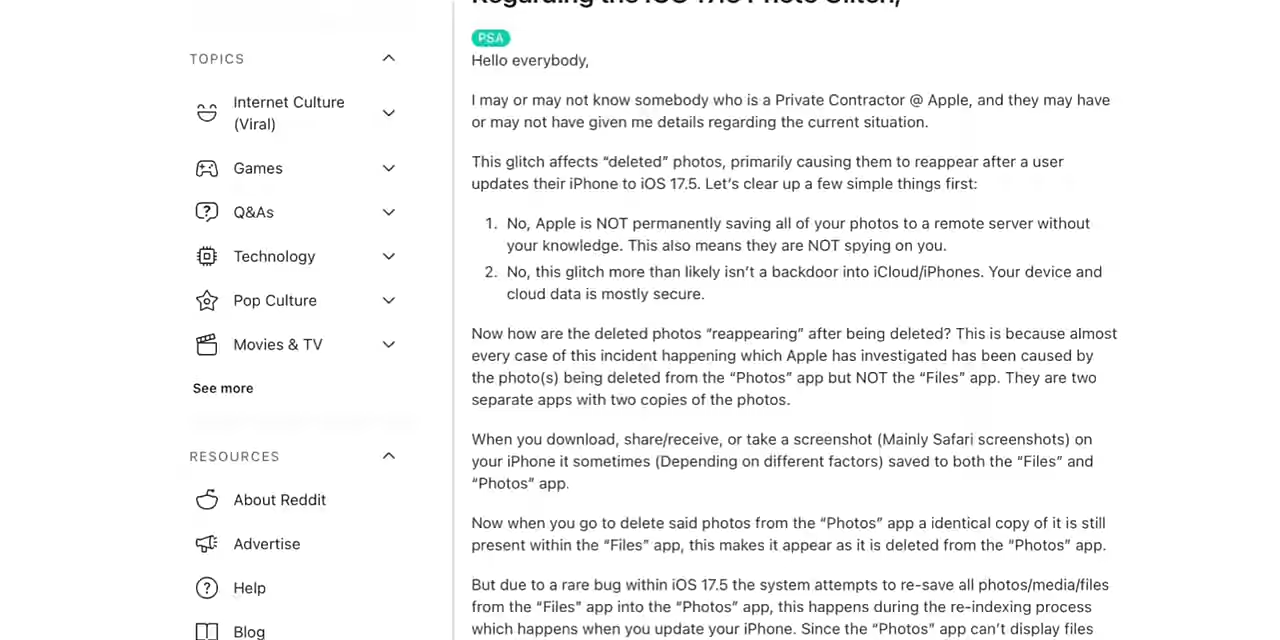 Regarding the iOS 17.5 Photo Glitch,
TOPICS
Internet Culture
(Viral)
Games
Q&As
Technology
Pop Culture
Movies & TV
See more
RESOURCES
About Reddit
Advertise
Help
Blog
PSA
Hello everybody,
I may or may not know somebody who is a Private Contractor @ Apple, and they may have
or may not have given me details regarding the current situation.
This glitch affects “deleted” photos, primarily causing them to reappear after a user
updates their iPhone to iOS 17.5. Let’s clear up a few simple things first:
1. No, Apple is NOT permanently saving all of your photos to a remote server without
your knowledge. This also means they are NOT spying on you.
2. No, this glitch more than likely isn’t a backdoor into iCloud/iPhones. Your device and
cloud data is mostly secure.
Now how are the deleted photos “reappearing” after being deleted? This is because almost
every case of this incident happening which Apple has investigated has been caused by
the photo(s) being deleted from the “Photos” app but NOT the “Files” app. They are two
separate apps with two copies of the photos.
When you download, share/receive, or take a screenshot (Mainly Safari screenshots) on
your iPhone it sometimes (Depending on different factors) saved to both the “Files” and
“Photos” app.
Now when you go to delete said photos from the “Photos” app a identical copy of it is still
present within the “Files” app, this makes it appear as it is deleted from the “Photos” app.
But due to a rare bug within iOS 17.5 the system attempts to re-save all photos/media/files
from the “Files” app into the “Photos” app, this happens during the re-indexing process
which happens when you update your iPhone. Since the “Photos” app can’t display files